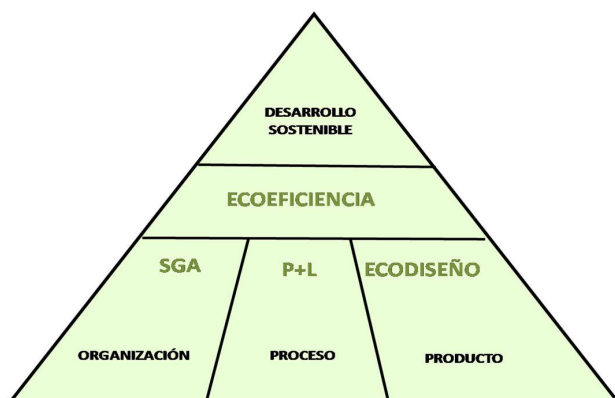 DESARROLLO
SOSTENIBLE
ECOEFICIENCIA
SGA
P+L
ECODISEÑO
ORGANIZACIÓN
PROCESO
PRODUCTO